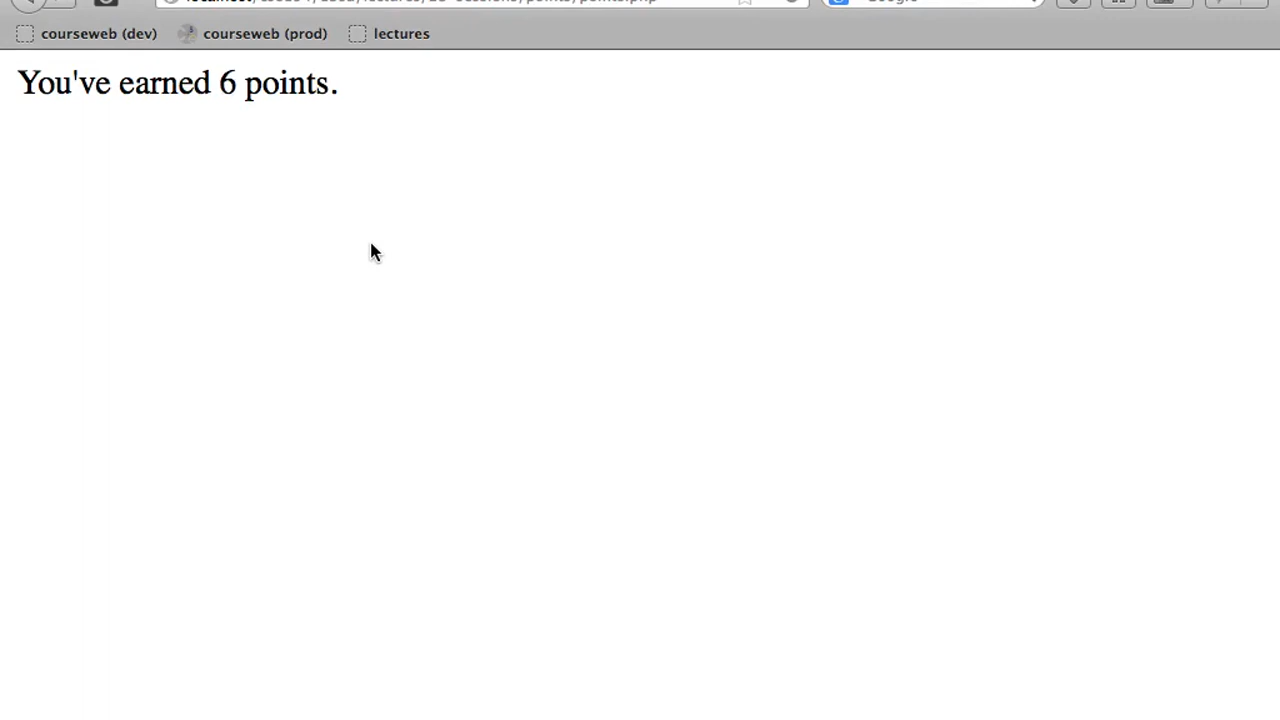 courseweb (dev) courseweb (prod) lectures
You've earned 6 points.